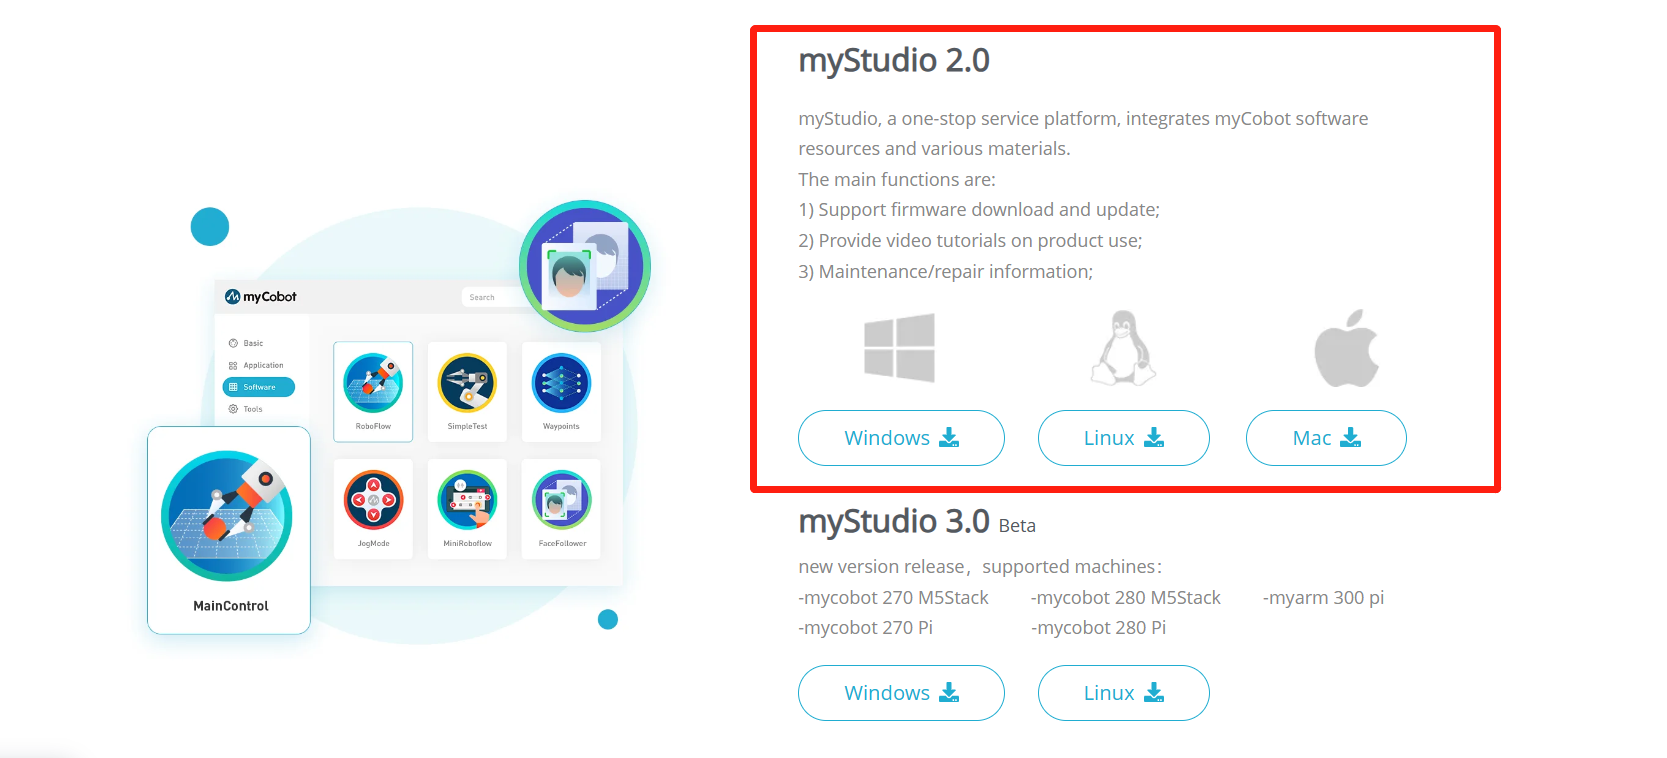 myCobot
Search
Basic
Application
Software
Tools
RoboFlow
SimpleTest
Waypoints
JogMode
MiniRoboflow
FaceFollower
MainControl
myStudio 2.0
myStudio, a one-stop service platform, integrates myCobot software
resources and various materials.
The main functions are:
1) Support firmware download and update;
2) Provide video tutorials on product use;
3) Maintenance/repair information;
Windows
Linux
Mac
myStudio 3.0 Beta
new version release，supported machines：
-mycobot 270 M5Stack -mycobot 280 M5Stack -myarm 300 pi
-mycobot 270 Pi -mycobot 280 Pi
Windows
Linux